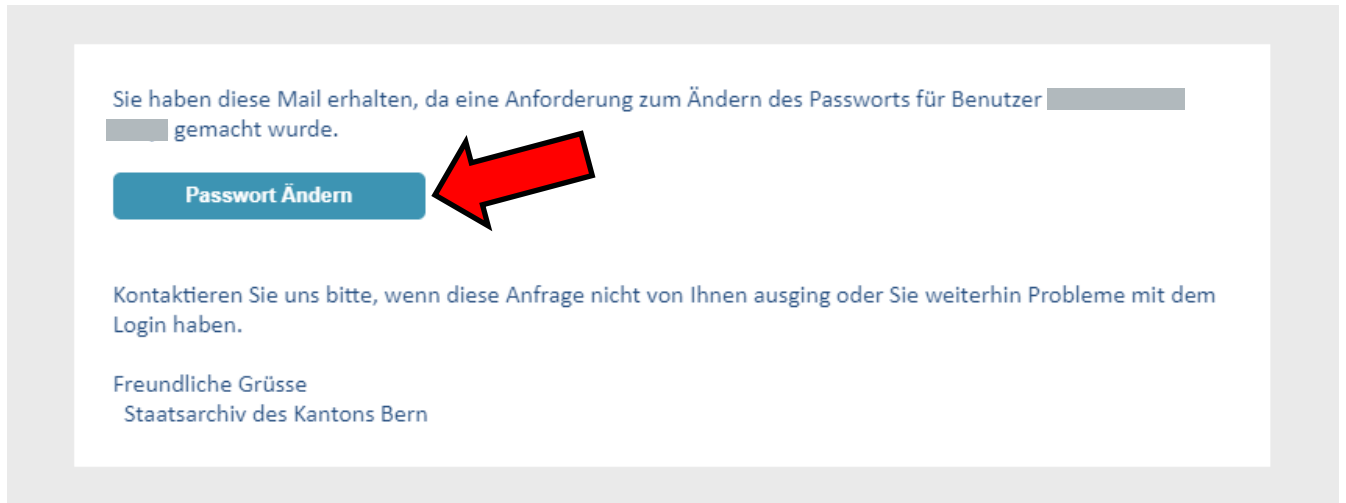 Sie haben diese Mail erhalten, da eine Anforderung zum Ändern des Passworts für Benutzer
gemacht wurde.
Passwort Ändern
Kontaktieren Sie uns bitte, wenn diese Anfrage nicht von Ihnen ausging oder Sie weiterhin Probleme mit dem
Login haben.
Freundliche Grüsse
Staatsarchiv des Kantons Bern